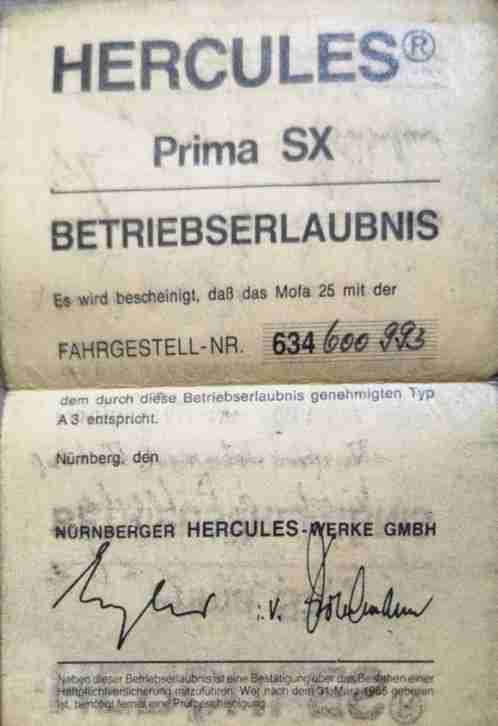 HERCULES®
Prima SX
BETRIEBSERLAUBNIS
Es wird bescheinigt, daß das Mofa 25 mit der
FAHRGESTELL-NR. 634 600 993
dem durch diese Betriebserlaubnis genehmigten Typ
A3 entspricht.
Nürnberg, den
NÜRNBERGER HERCULES-WERKE GMBH
i.V.
Neben dieser Betriebserlaubnis ist eine Bestätigung über das Bestehen einer
Haftpflichtversicherung mitzuführen. Wer nach dem 31. März 1965 geboren
ist, benötigt ferner eine Prüfbescheinigung